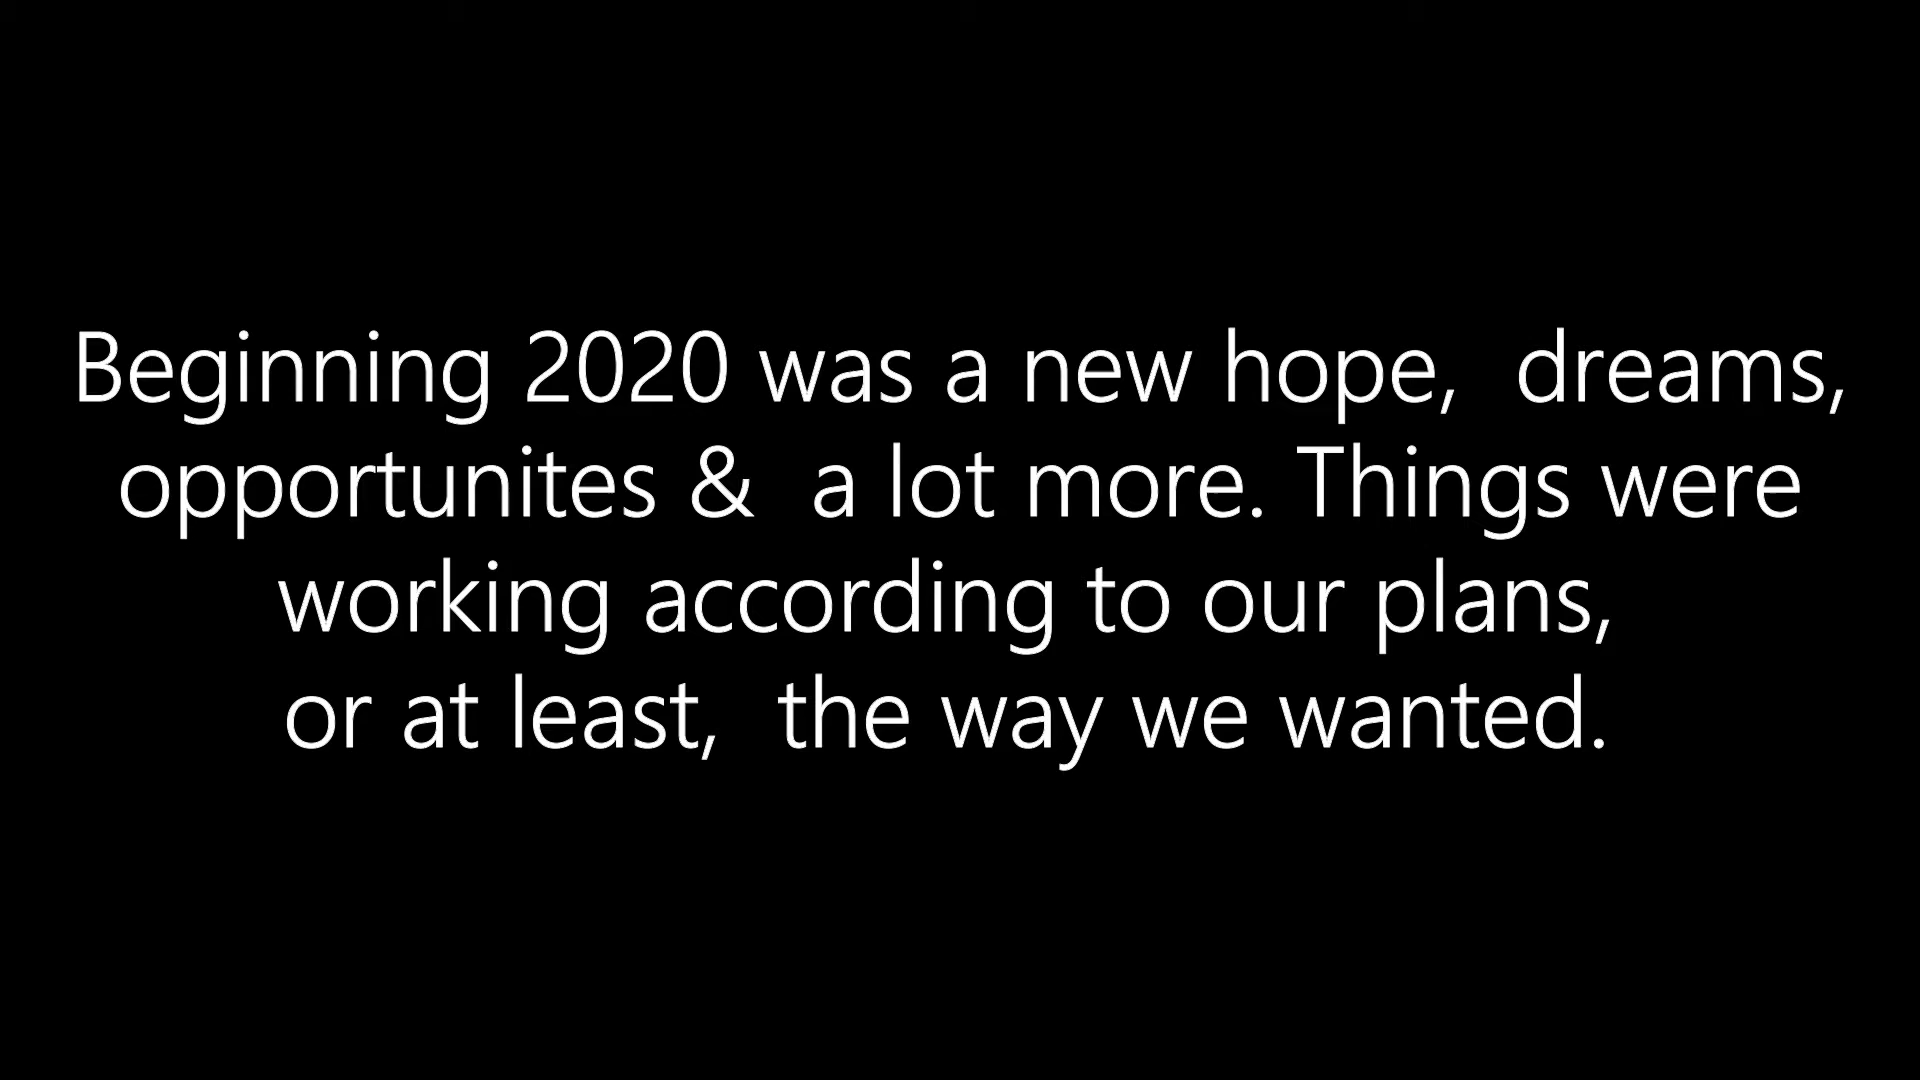 Beginning 2020 was a new hope,  dreams,
opportunites &  a lot more. Things were
working according to our plans,
or at least,  the way we wanted.